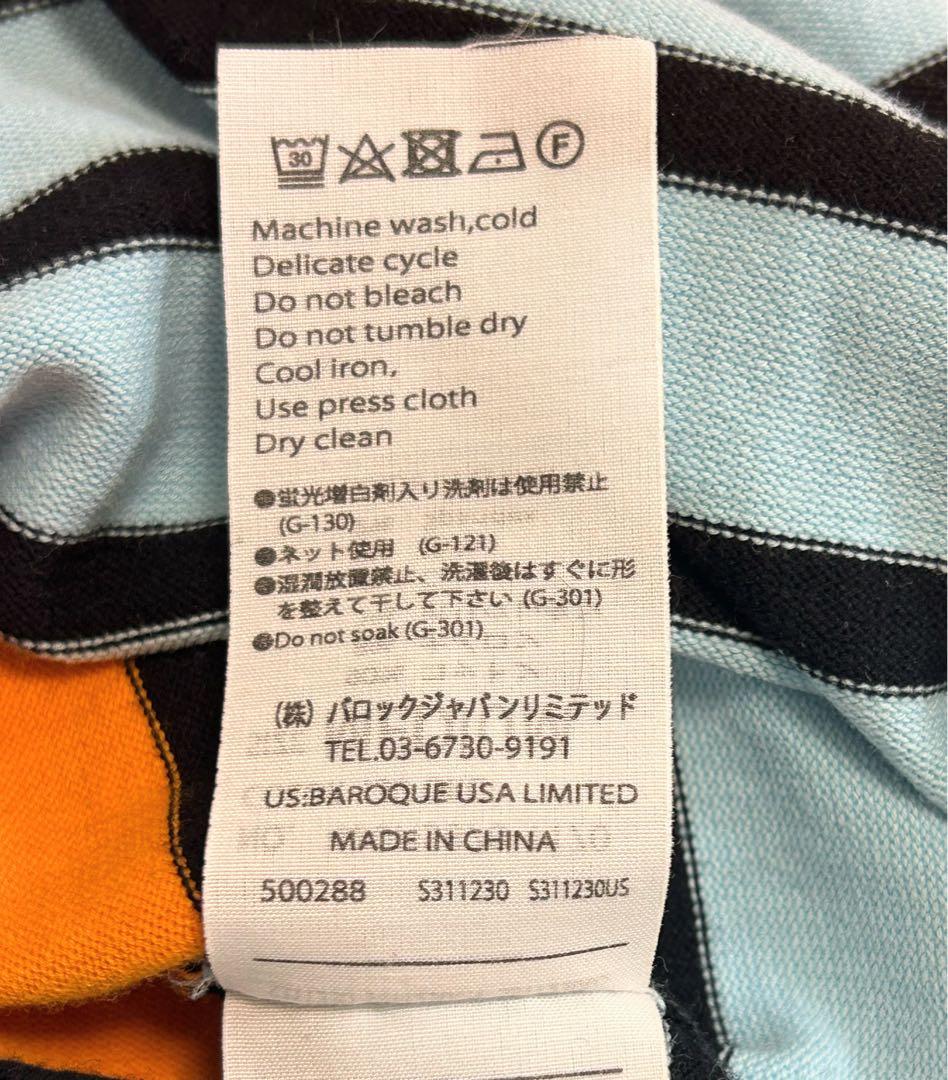 30 F
Machine wash,cold
Delicate cycle
Do not bleach
Do not tumble dry
Cool iron,
Use press cloth
Dry clean
●蛍光増白剤入り洗剤は使用禁止
(G-130)
●ネット使用 (G-121)
●湿潤放置禁止、洗濯後はすぐに形
を整えて干して下さい (G-301)
●Do not soak (G-301)
(株) バロックジャパンリミテッド
TEL.03-6730-9191
US:BAROQUE USA LIMITED
MADE IN CHINA
500288 S311230 S311230US